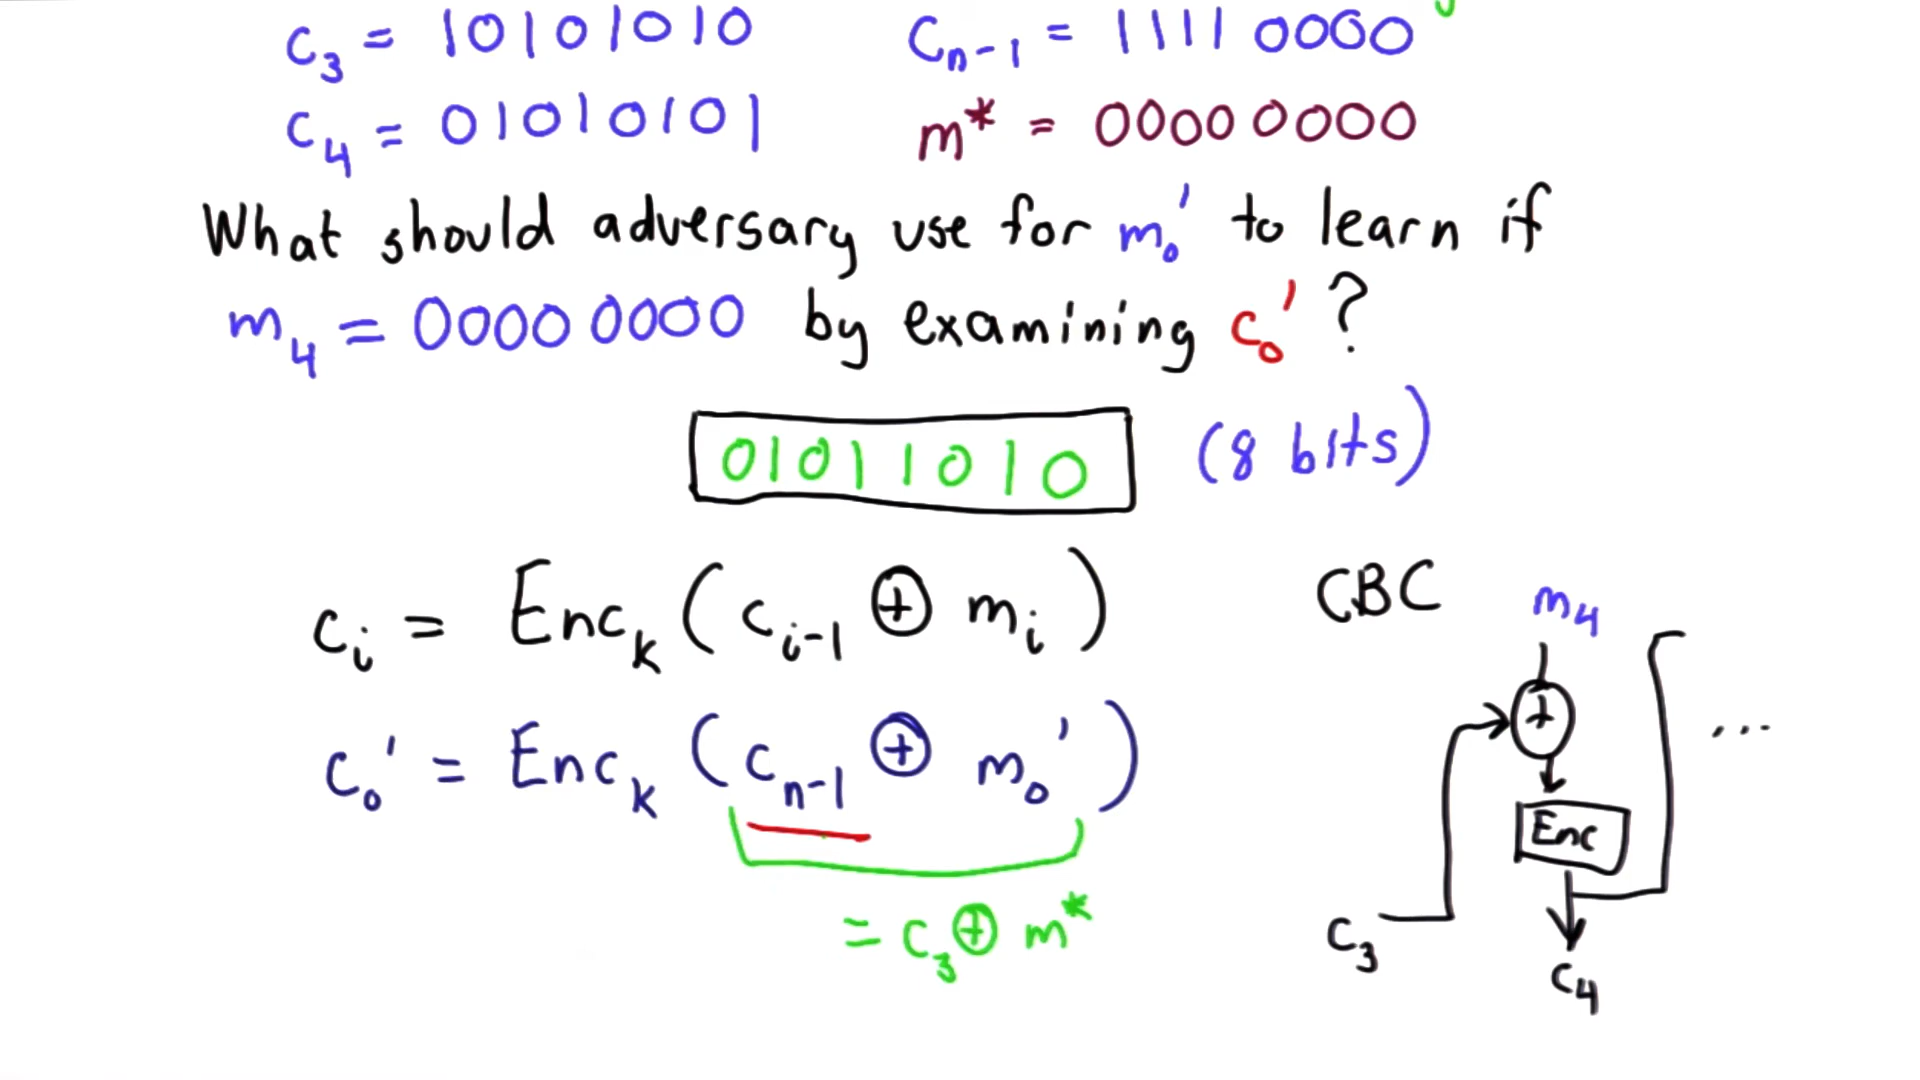 c₃ = 10101010
cₙ₋₁ = 11110000
c₄ = 01010101
m* = 00000000
What should adversary use for m₀' to learn if
m₄ = 00000000 by examining c₀'?
01011010 (8 bits)
cᵢ = Encₖ(cᵢ₋₁ ⊕ mᵢ)
c₀' = Encₖ(cₙ₋₁ ⊕ m₀')
= c₃ ⊕ m*
CBC
m₄
+
...
Enc
c₃
c₄